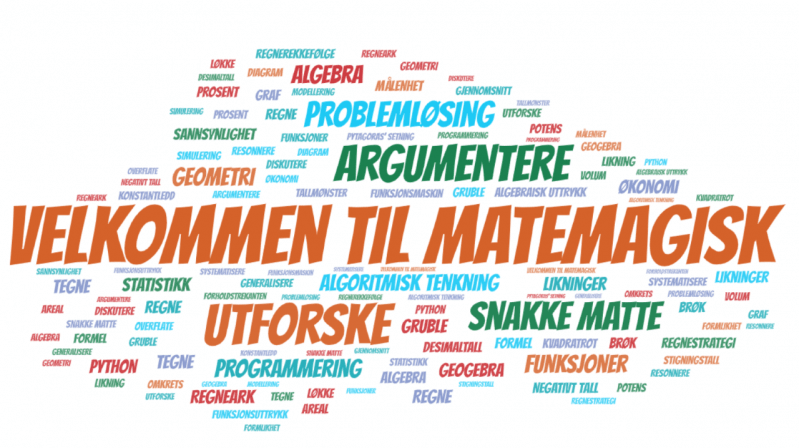 REGNEREKKEFØLGE REGNEARK
LØKKE GEOMETRI
DESIMALTALL DIAGRAM ALGEBRA DISKUTERE
PROSENT GRAF MODELLERING MÅLENHET GJENNOMSNITT
SIMULERING PROSENT REGNE PROBLEMLØSING TALLMØNSTER UTFORSKE
SANNSYNLIGHET FUNKSJONER PYTAGORAS' SETNING PROGRAMMERING POTENS MÅLENHET
PROGRAMMERING GEOGEBRA
SIMULERING RESONNERE DIAGRAM ARGUMENTERE LIKNING PYTHON
OVERFLATE GEOMETRI DISKUTERE ØKONOMI VOLUM ALGEBRAISK UTTRYKK
NEGATIVT TALL ØKONOMI
REGNEARK KONSTANTLEDD ARGUMENTERE TALLMØNSTER FUNKSJONSMASKIN GRUBLE ALGEBRAISK UTTRYKK ALGORITMISK TENKNING KVADRATROT
VELKOMMEN TIL MATEMAGISK
SANNSYNLIGHET FUNKSJONSUTTRYKK SYSTEMATISERE FUNKSJONSMASKIN VELKOMMEN TIL MATEMAGISK VELKOMMEN TIL MATEMAGISK
TEGNE STATISTIKK GENERALISERE ALGORITMISK TENKNING LIKNINGER SYSTEMATISERE LIKNINGER
ARGUMENTERE FORHOLDSTREKANTEN PROBLEMLØSING REGNEREKKEFØLGE ALGORITMISK TENKNING PYTAGORAS' SETNING GENERALISERE OMKRETS PROBLEMLØSING VOLUM
AREAL DISKUTERE REGNE UTFORSKE PYTHON SNAKKE MATTE BRØK GRAF
SNAKKE MATTE OVERFLATE GRUBLE FORMLIKHET RESONNERE
ALGEBRA FORMEL GRUBLE DESIMALTALL FORMEL KVADRATROT BRØK REGNESTRATEGI
GENERALISERE KONSTANTLEDD SNAKKE MATTE GJENNOMSNITT
GEOMETRI PYTHON TEGNE PROGRAMMERING STATISTIKK GEOGEBRA FUNKSJONER STIGNINGSTALL
ALGEBRA RESONNERE
LIKNING OMKRETS GEOGEBRA MODELLERING STIGNINGSTALL NEGATIVT TALL POTENS
UTFORSKE REGNEARK TEGNE LØKKE FUNKSJONER REGNE REGNESTRATEGI
FUNKSJONSUTTRYKK AREAL
FORMLIKHET